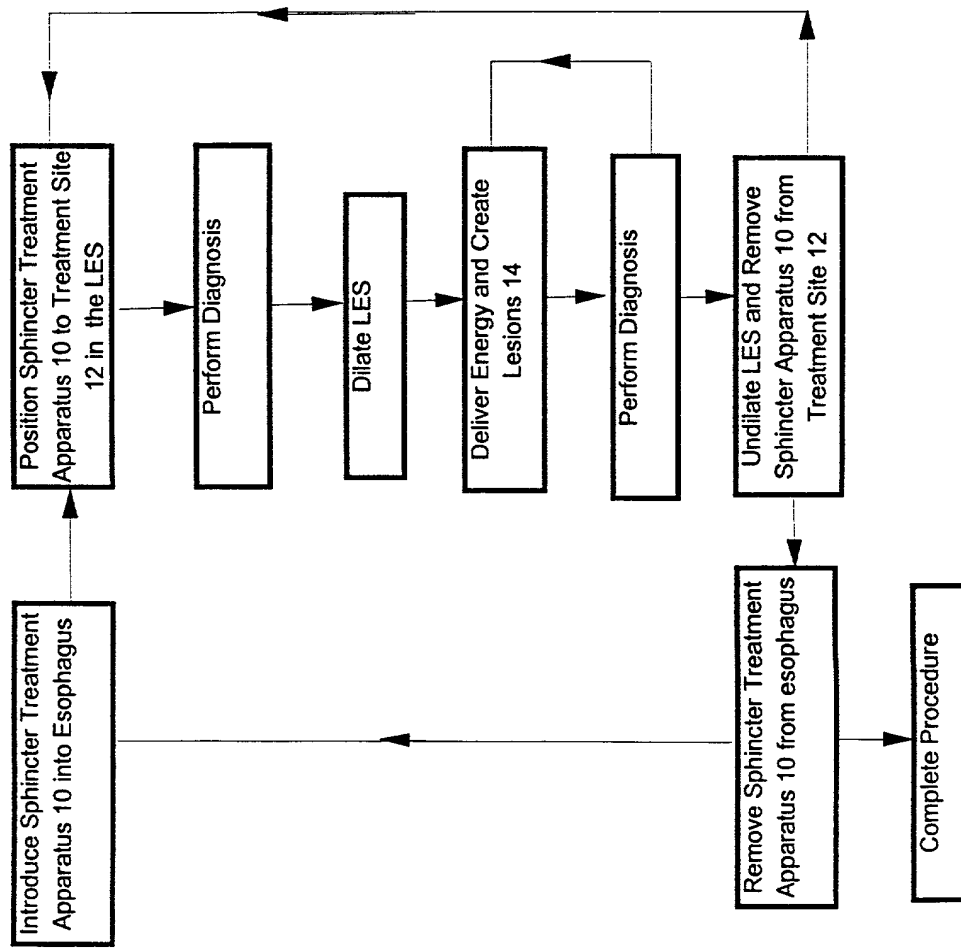 Introduce Sphincter Treatment
Apparatus 10 into Esophagus
Position Sphincter Treatment
Apparatus 10 to Treatment Site
12 in the LES
Perform Diagnosis
Dilate LES
Deliver Energy and Create
Lesions 14
Perform Diagnosis
Undilate LES and Remove
Sphincter Apparatus 10 from
Treatment Site 12
Remove Sphincter Treatment
Apparatus 10 from esophagus
Complete Procedure